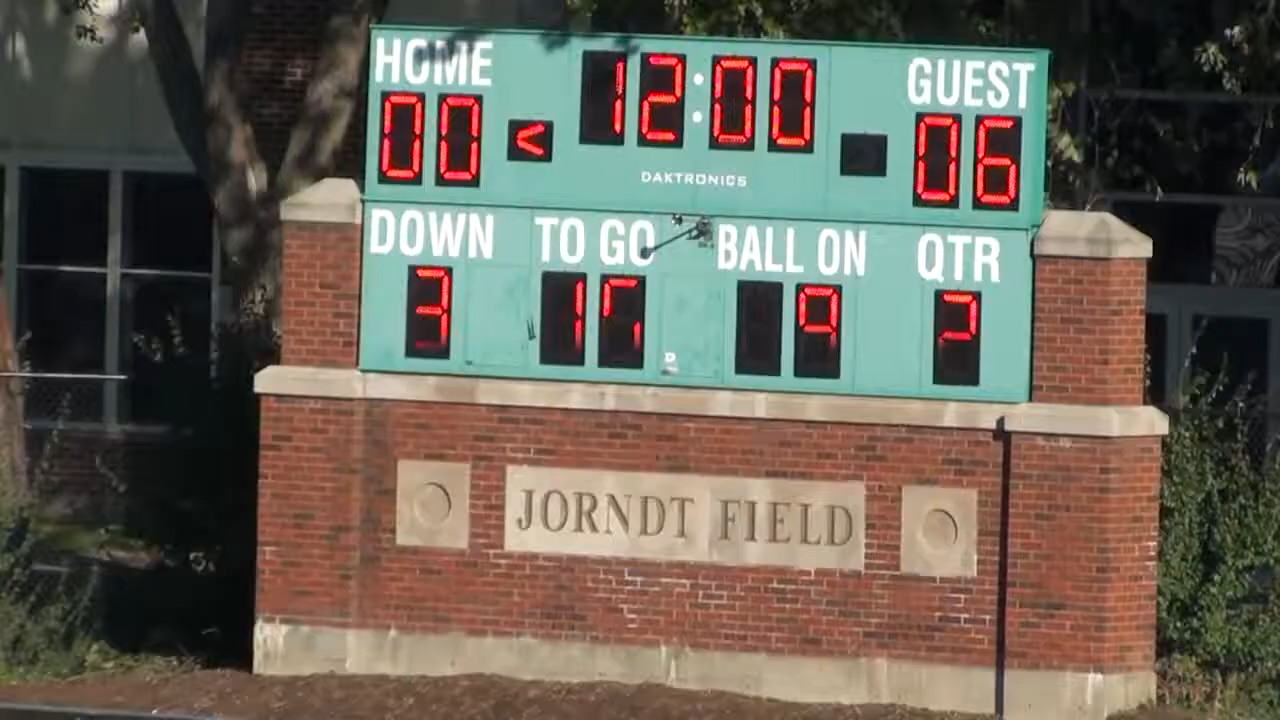 HOME 12:00 GUEST
00 < 06
DAKTRONICS
DOWN TO GO BALL ON QTR
3 15 9 2
JORNDT FIELD